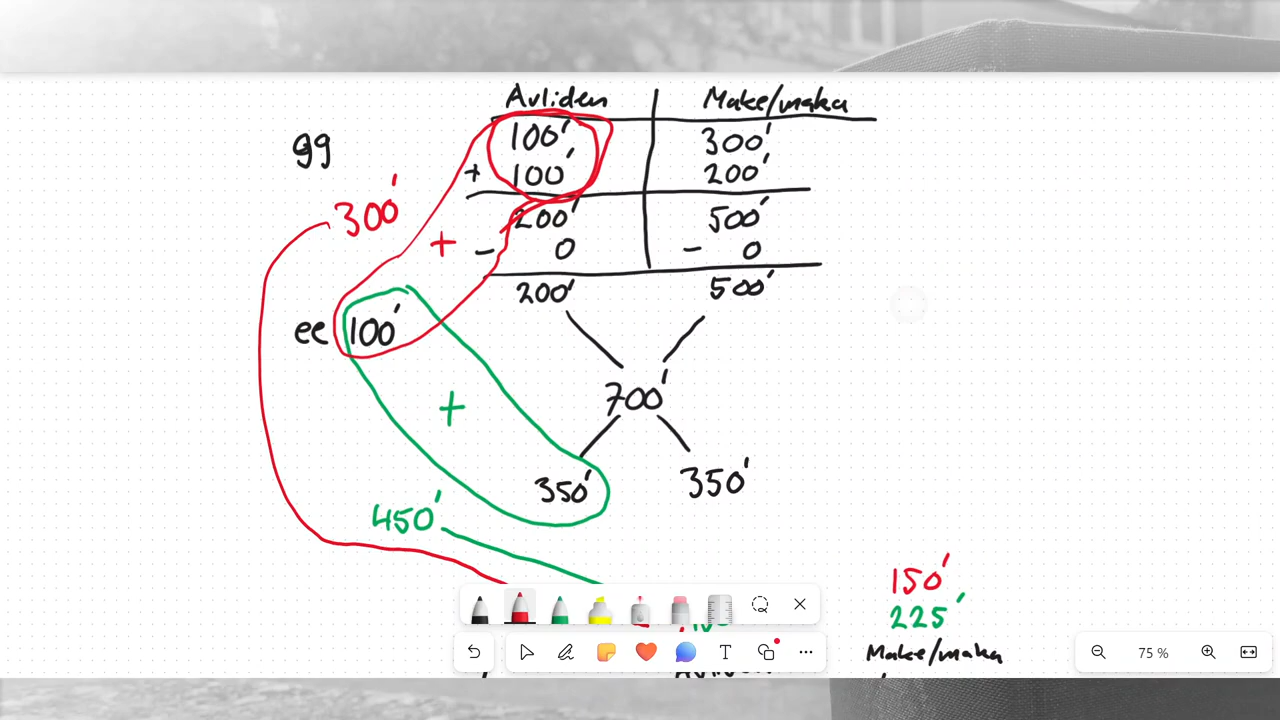 Avliden Make/maka
gg 100' 300'
+ 100' 200'
300' 200' 500'
+ - 0 - 0
200' 500'
ee 100'
700'
+
350' 350'
450'
150'
225'
Make/maka
T
75 %